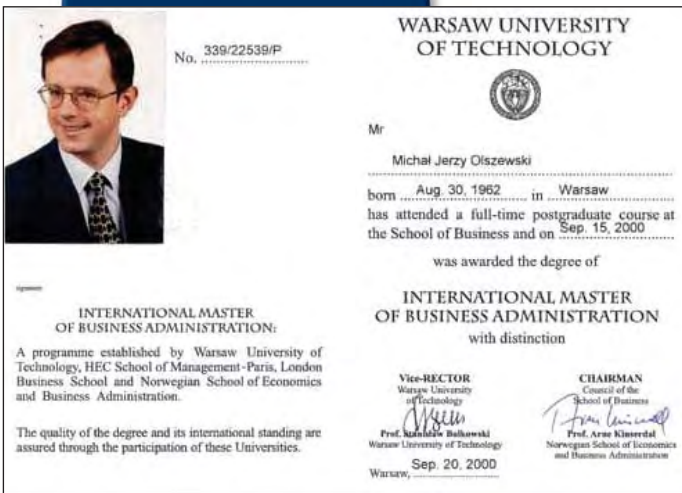 No. 339/22539/P
signature
INTERNATIONAL MASTER
OF BUSINESS ADMINISTRATION:
A programme established by Warsaw University of
Technology, HEC School of Management-Paris, London
Business School and Norwegian School of Economics
and Business Administration.
The quality of the degree and its international standing are
assured through the participation of these Universities.
WARSAW UNIVERSITY
OF TECHNOLOGY
Mr
Michał Jerzy Olszewski
born Aug. 30, 1962 in Warsaw
has attended a full-time postgraduate course at
the School of Business and on Sep. 15, 2000
was awarded the degree of
INTERNATIONAL MASTER
OF BUSINESS ADMINISTRATION
with distinction
Vice-RECTOR
Warsaw University
of Technology
Prof. Stanisław Bolkowski
Warsaw University of Technology
CHAIRMAN
Council of the
School of Business
Prof. Arne Kinserdal
Norwegian School of Economics
and Business Administration
Warsaw, Sep. 20, 2000